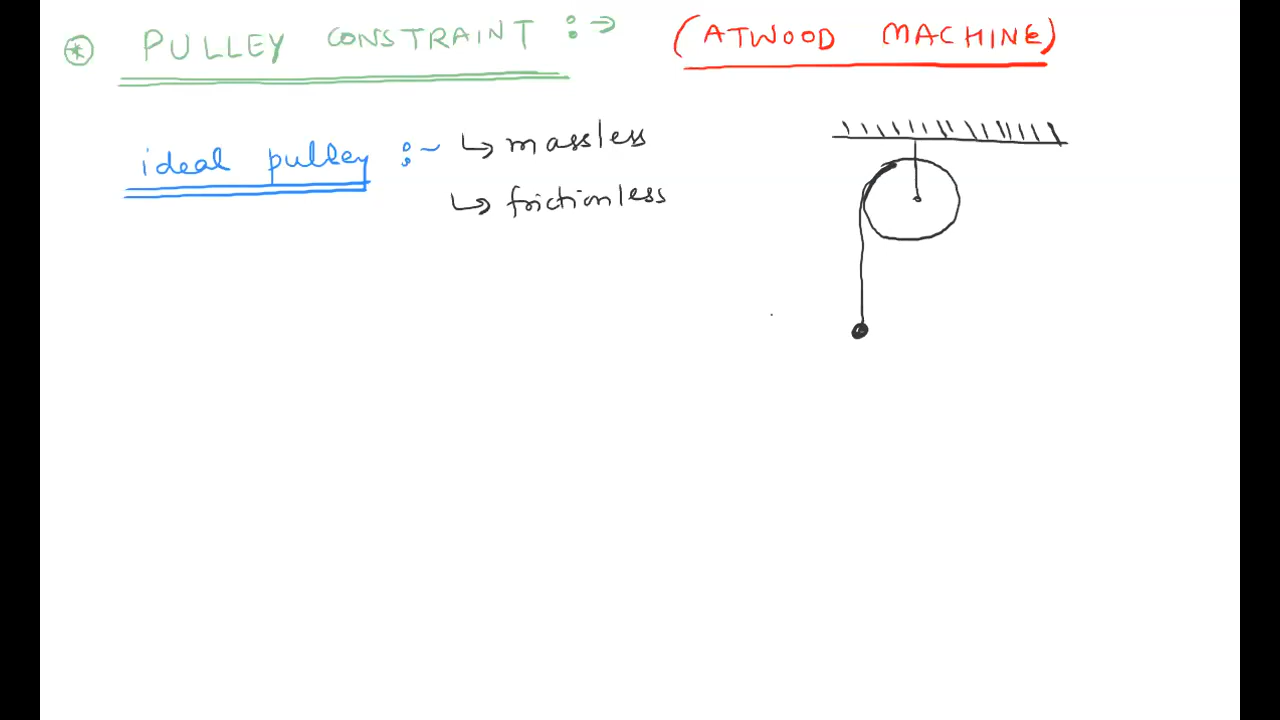 ⊛ PULLEY CONSTRAINT :→ (ATWOOD MACHINE)
ideal pulley :~ ↳ massless
↳ frictionless